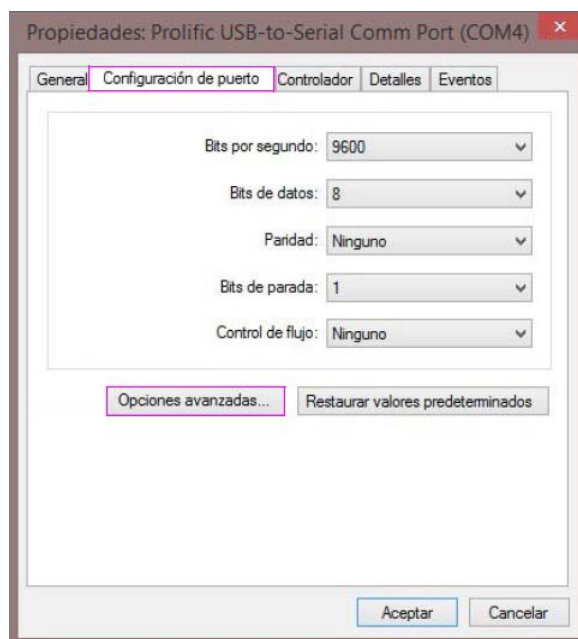 Propiedades: Prolific USB-to-Serial Comm Port (COM4)
General Configuración de puerto Controlador Detalles Eventos
Bits por segundo: 9600
Bits de datos: 8
Paridad: Ninguno
Bits de parada: 1
Control de flujo: Ninguno
Opciones avanzadas... Restaurar valores predeterminados
Aceptar Cancelar